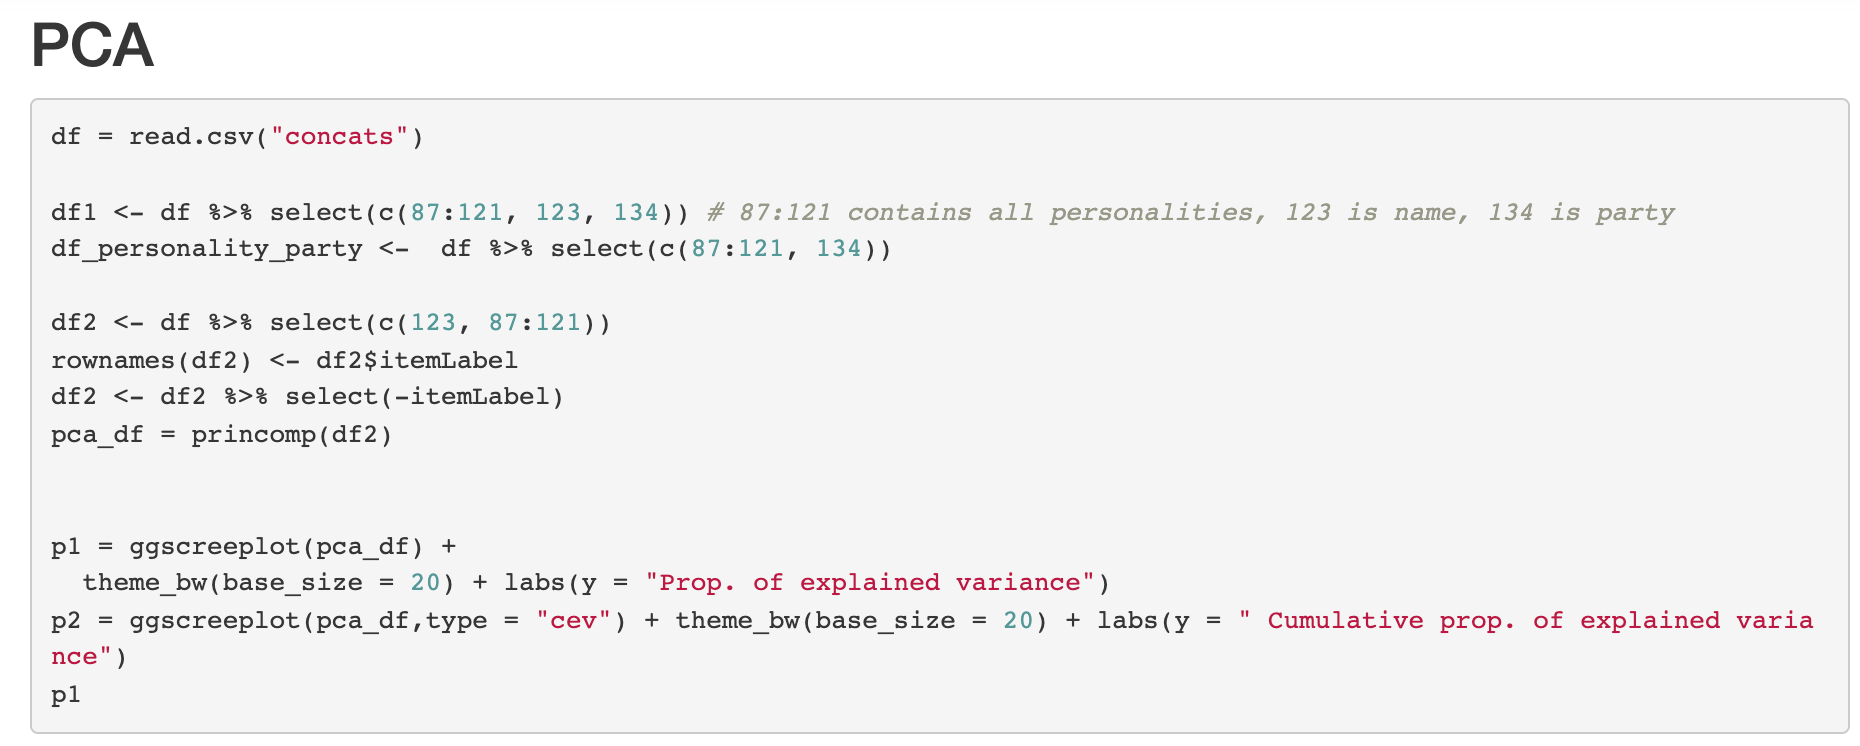 PCA
df = read.csv("concats")
df1 <- df %>% select(c(87:121, 123, 134)) # 87:121 contains all personalities, 123 is name, 134 is party
df_personality_party <-  df %>% select(c(87:121, 134))
df2 <- df %>% select(c(123, 87:121))
rownames(df2) <- df2$itemLabel
df2 <- df2 %>% select(-itemLabel)
pca_df = princomp(df2)
p1 = ggscreeplot(pca_df) +
  theme_bw(base_size = 20) + labs(y = "Prop. of explained variance")
p2 = ggscreeplot(pca_df,type = "cev") + theme_bw(base_size = 20) + labs(y = " Cumulative prop. of explained varia
nce")
p1